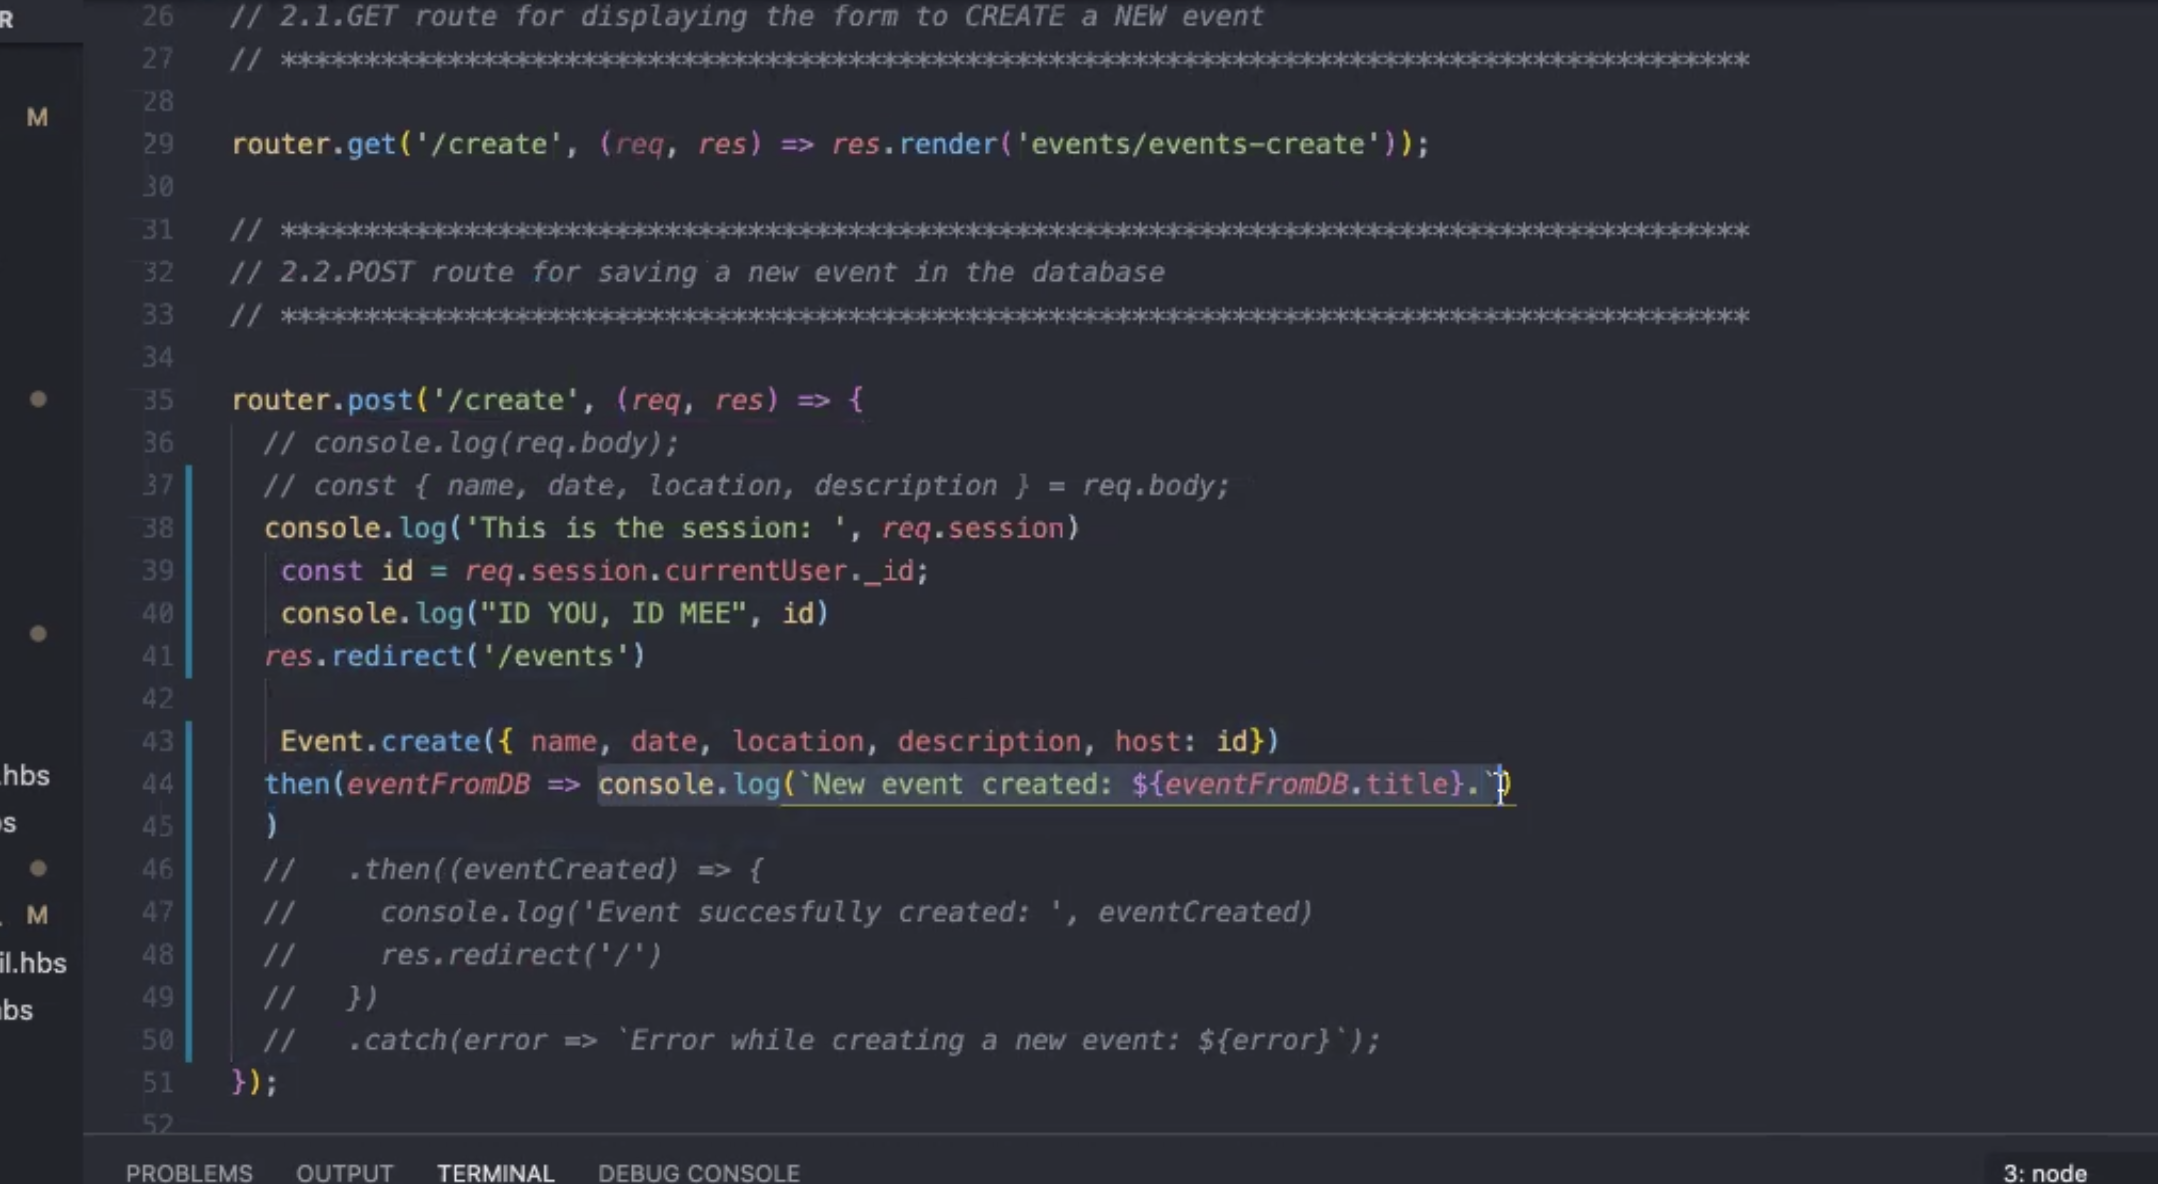 R
M
.hbs
s
. M
il.hbs
bs
26 // 2.1.GET route for displaying the form to CREATE a NEW event
27 // ****************************************************************************************
28
29 router.get('/create', (req, res) => res.render('events/events-create'));
30
31 // ****************************************************************************************
32 // 2.2.POST route for saving a new event in the database
33 // ****************************************************************************************
34
35 router.post('/create', (req, res) => {
36 // console.log(req.body);
37 // const { name, date, location, description } = req.body;
38 console.log('This is the session: ', req.session)
39 const id = req.session.currentUser._id;
40 console.log("ID YOU, ID MEE", id)
41 res.redirect('/events')
42
43 Event.create({ name, date, location, description, host: id})
44 then(eventFromDB => console.log(`New event created: ${eventFromDB.title}.`)
45 )
46 // .then((eventCreated) => {
47 // console.log('Event succesfully created: ', eventCreated)
48 // res.redirect('/')
49 // })
50 // .catch(error => `Error while creating a new event: ${error}`);
51 });
52
PROBLEMS OUTPUT TERMINAL DEBUG CONSOLE 3: node